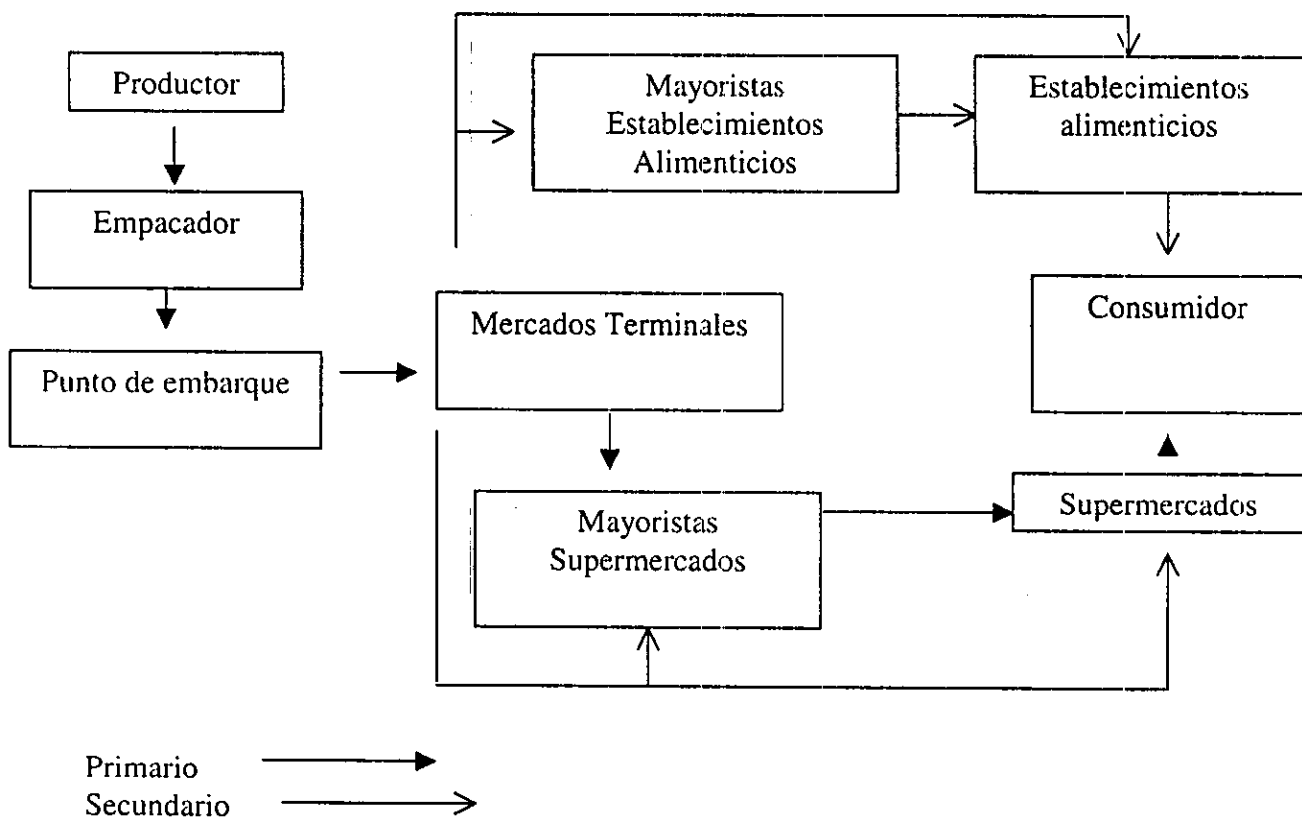 Productor
Empacador
Punto de embarque
Mayoristas
Establecimientos
Alimenticios
Establecimientos
alimenticios
Mercados Terminales
Consumidor
Mayoristas
Supermercados
Supermercados
Primario
Secundario